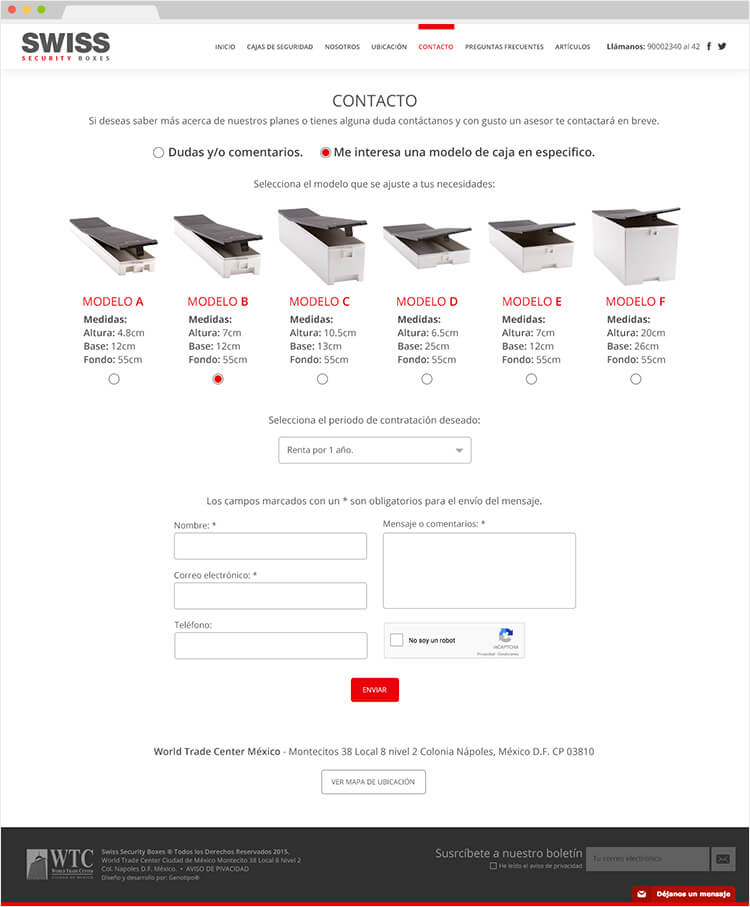 SWISS
SECURITY BOXES
INICIO CAJAS DE SEGURIDAD NOSOTROS UBICACIÓN CONTACTO PREGUNTAS FRECUENTES ARTÍCULOS Llámanos: 90002340 al 42
CONTACTO
Si deseas saber más acerca de nuestros planes o tienes alguna duda contáctanos y con gusto un asesor te contactará en breve.
Dudas y/o comentarios. Me interesa una modelo de caja en especifico.
Selecciona el modelo que se ajuste a tus necesidades:
MODELO A
Medidas:
Altura: 4.8cm
Base: 12cm
Fondo: 55cm
MODELO B
Medidas:
Altura: 7cm
Base: 12cm
Fondo: 55cm
MODELO C
Medidas:
Altura: 10.5cm
Base: 13cm
Fondo: 55cm
MODELO D
Medidas:
Altura: 6.5cm
Base: 25cm
Fondo: 55cm
MODELO E
Medidas:
Altura: 7cm
Base: 12cm
Fondo: 55cm
MODELO F
Medidas:
Altura: 20cm
Base: 26cm
Fondo: 55cm
Selecciona el periodo de contratación deseado:
Renta por 1 año.
Los campos marcados con un * son obligatorios para el envío del mensaje.
Nombre: *
Correo electrónico: *
Teléfono:
Mensaje o comentarios: *
No soy un robot
reCAPTCHA
Privacidad - Condiciones
ENVIAR
World Trade Center México - Montecitos 38 Local 8 nivel 2 Colonia Nápoles, México D.F. CP 03810
VER MAPA DE UBICACIÓN
WTC
WORLD TRADE CENTER
CIUDAD DE MÉXICO
Swiss Security Boxes ® Todos los Derechos Reservados 2015.
World Trade Center Ciudad de México Montecito 38 Local 8 Nivel 2
Col. Napoles D.F. México. • AVISO DE PIVACIDAD
Diseño y desarrollo por: Genotipo®
Susrcíbete a nuestro boletín
Tu correo electrónico
He leído el aviso de privacidad
Déjanos un mensaje